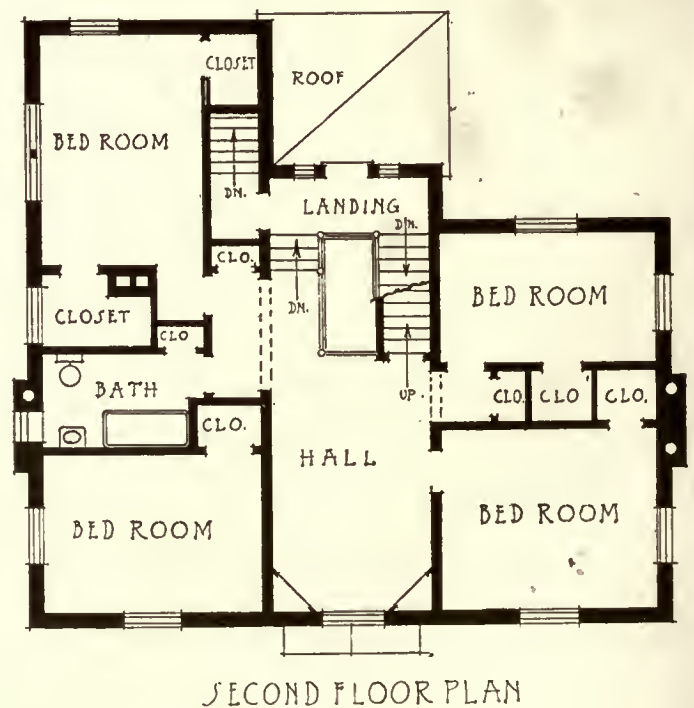 CLOSET
ROOF
BED ROOM
DN.
LANDING
DN.
CLO.
DN.
BED ROOM
CLOSET
CLO
BATH
UP.
CLO.
CLO
CLO.
CLO.
HALL
BED ROOM
BED ROOM
SECOND FLOOR PLAN